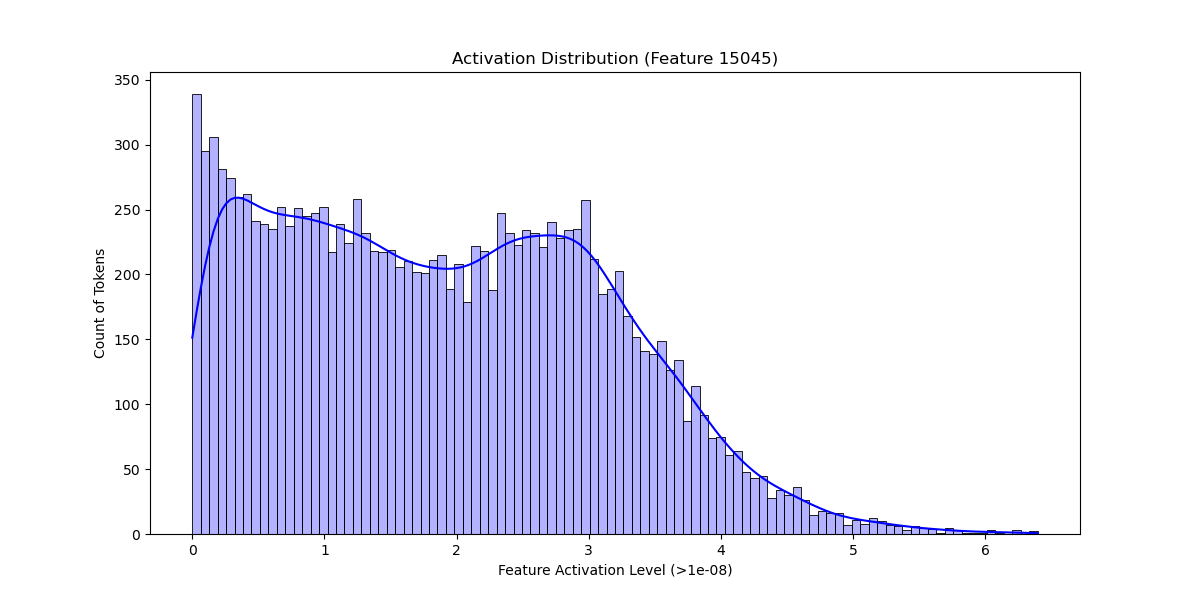 Activation Distribution (Feature 15045)
350
300
250
200
150
100
50
0
Count of Tokens
0 1 2 3 4 5 6
Feature Activation Level (>1e-08)